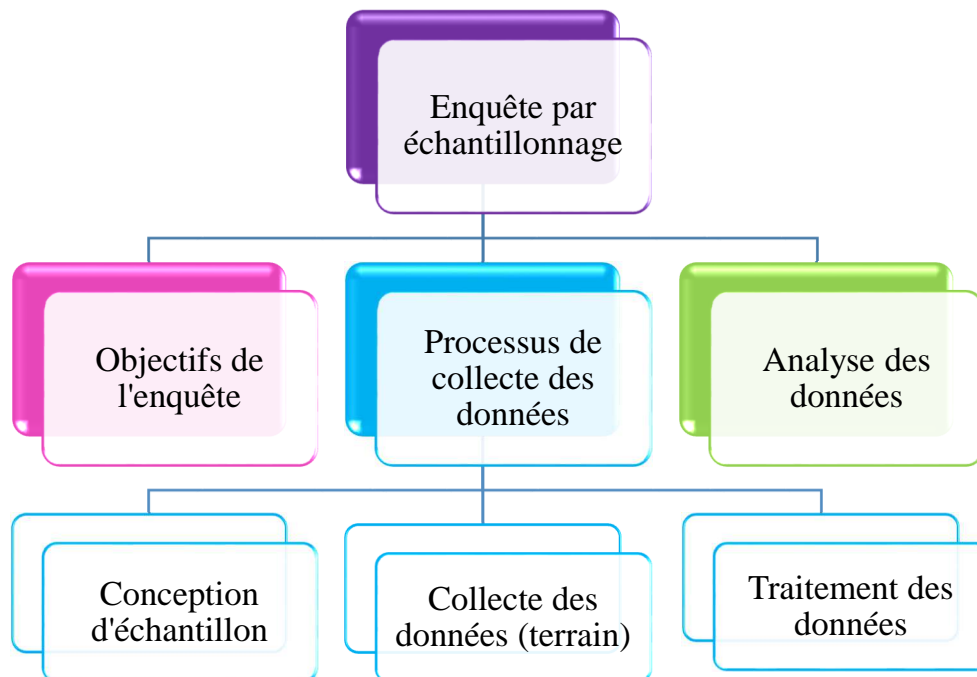 Enquête par
échantillonnage
Objectifs de
l'enquête
Processus de
collecte des
données
Analyse des
données
Conception
d'échantillon
Collecte des
données (terrain)
Traitement des
données